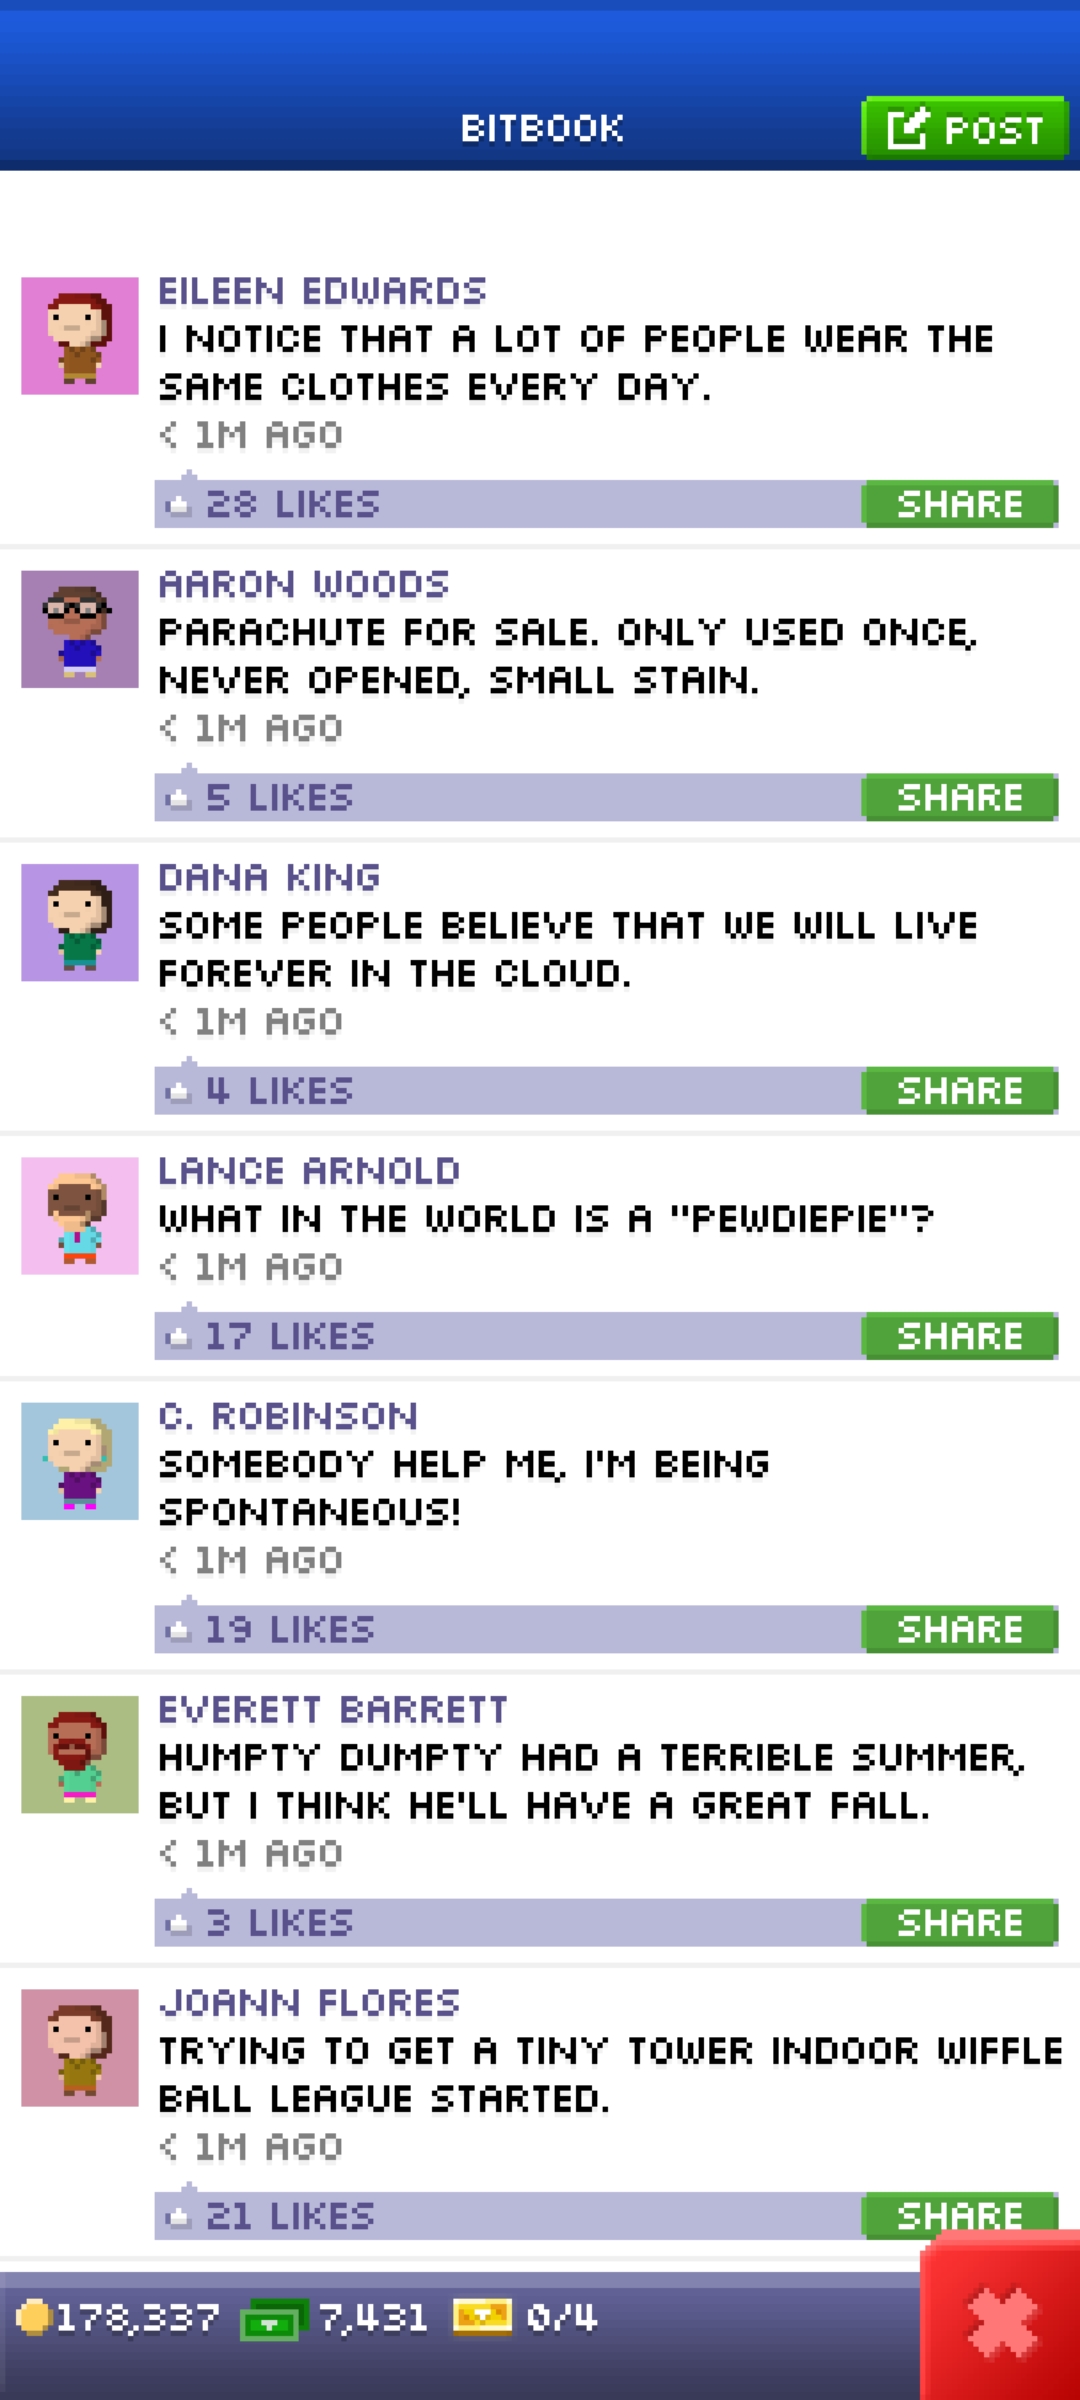 BITBOOK
POST
EILEEN EDWARDS
I NOTICE THAT A LOT OF PEOPLE WEAR THE
SAME CLOTHES EVERY DAY.
< 1M AGO
28 LIKES
SHARE
AARON WOODS
PARACHUTE FOR SALE. ONLY USED ONCE,
NEVER OPENED, SMALL STAIN.
< 1M AGO
5 LIKES
SHARE
DANA KING
SOME PEOPLE BELIEVE THAT WE WILL LIVE
FOREVER IN THE CLOUD.
< 1M AGO
4 LIKES
SHARE
LANCE ARNOLD
WHAT IN THE WORLD IS A "PEWDIEPIE"?
< 1M AGO
17 LIKES
SHARE
C. ROBINSON
SOMEBODY HELP ME, I'M BEING
SPONTANEOUS!
< 1M AGO
19 LIKES
SHARE
EVERETT BARRETT
HUMPTY DUMPTY HAD A TERRIBLE SUMMER,
BUT I THINK HE'LL HAVE A GREAT FALL.
< 1M AGO
3 LIKES
SHARE
JOANN FLORES
TRYING TO GET A TINY TOWER INDOOR WIFFLE
BALL LEAGUE STARTED.
< 1M AGO
21 LIKES
SHARE
178,337 7,431 0/4